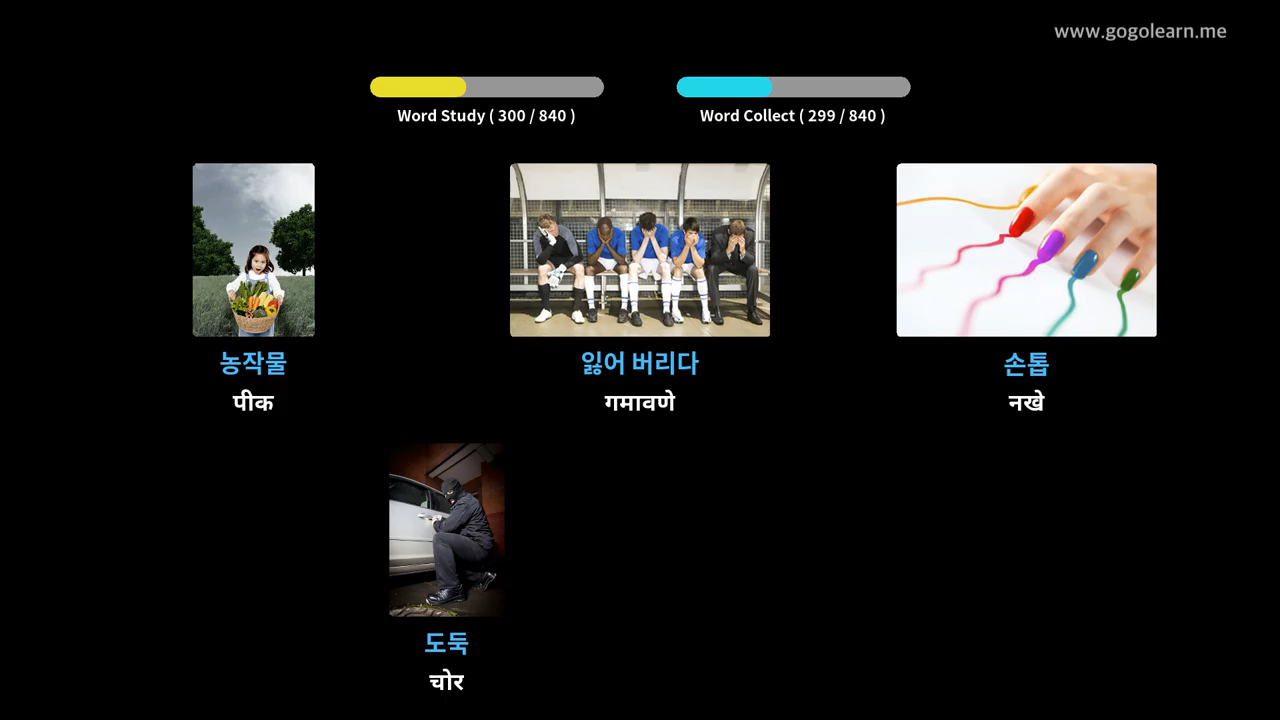 www.gogolearn.me
Word Study ( 300 / 840 )
Word Collect ( 299 / 840 )
농작물
पीक
잃어 버리다
गमावणे
손톱
नखे
도둑
चोर